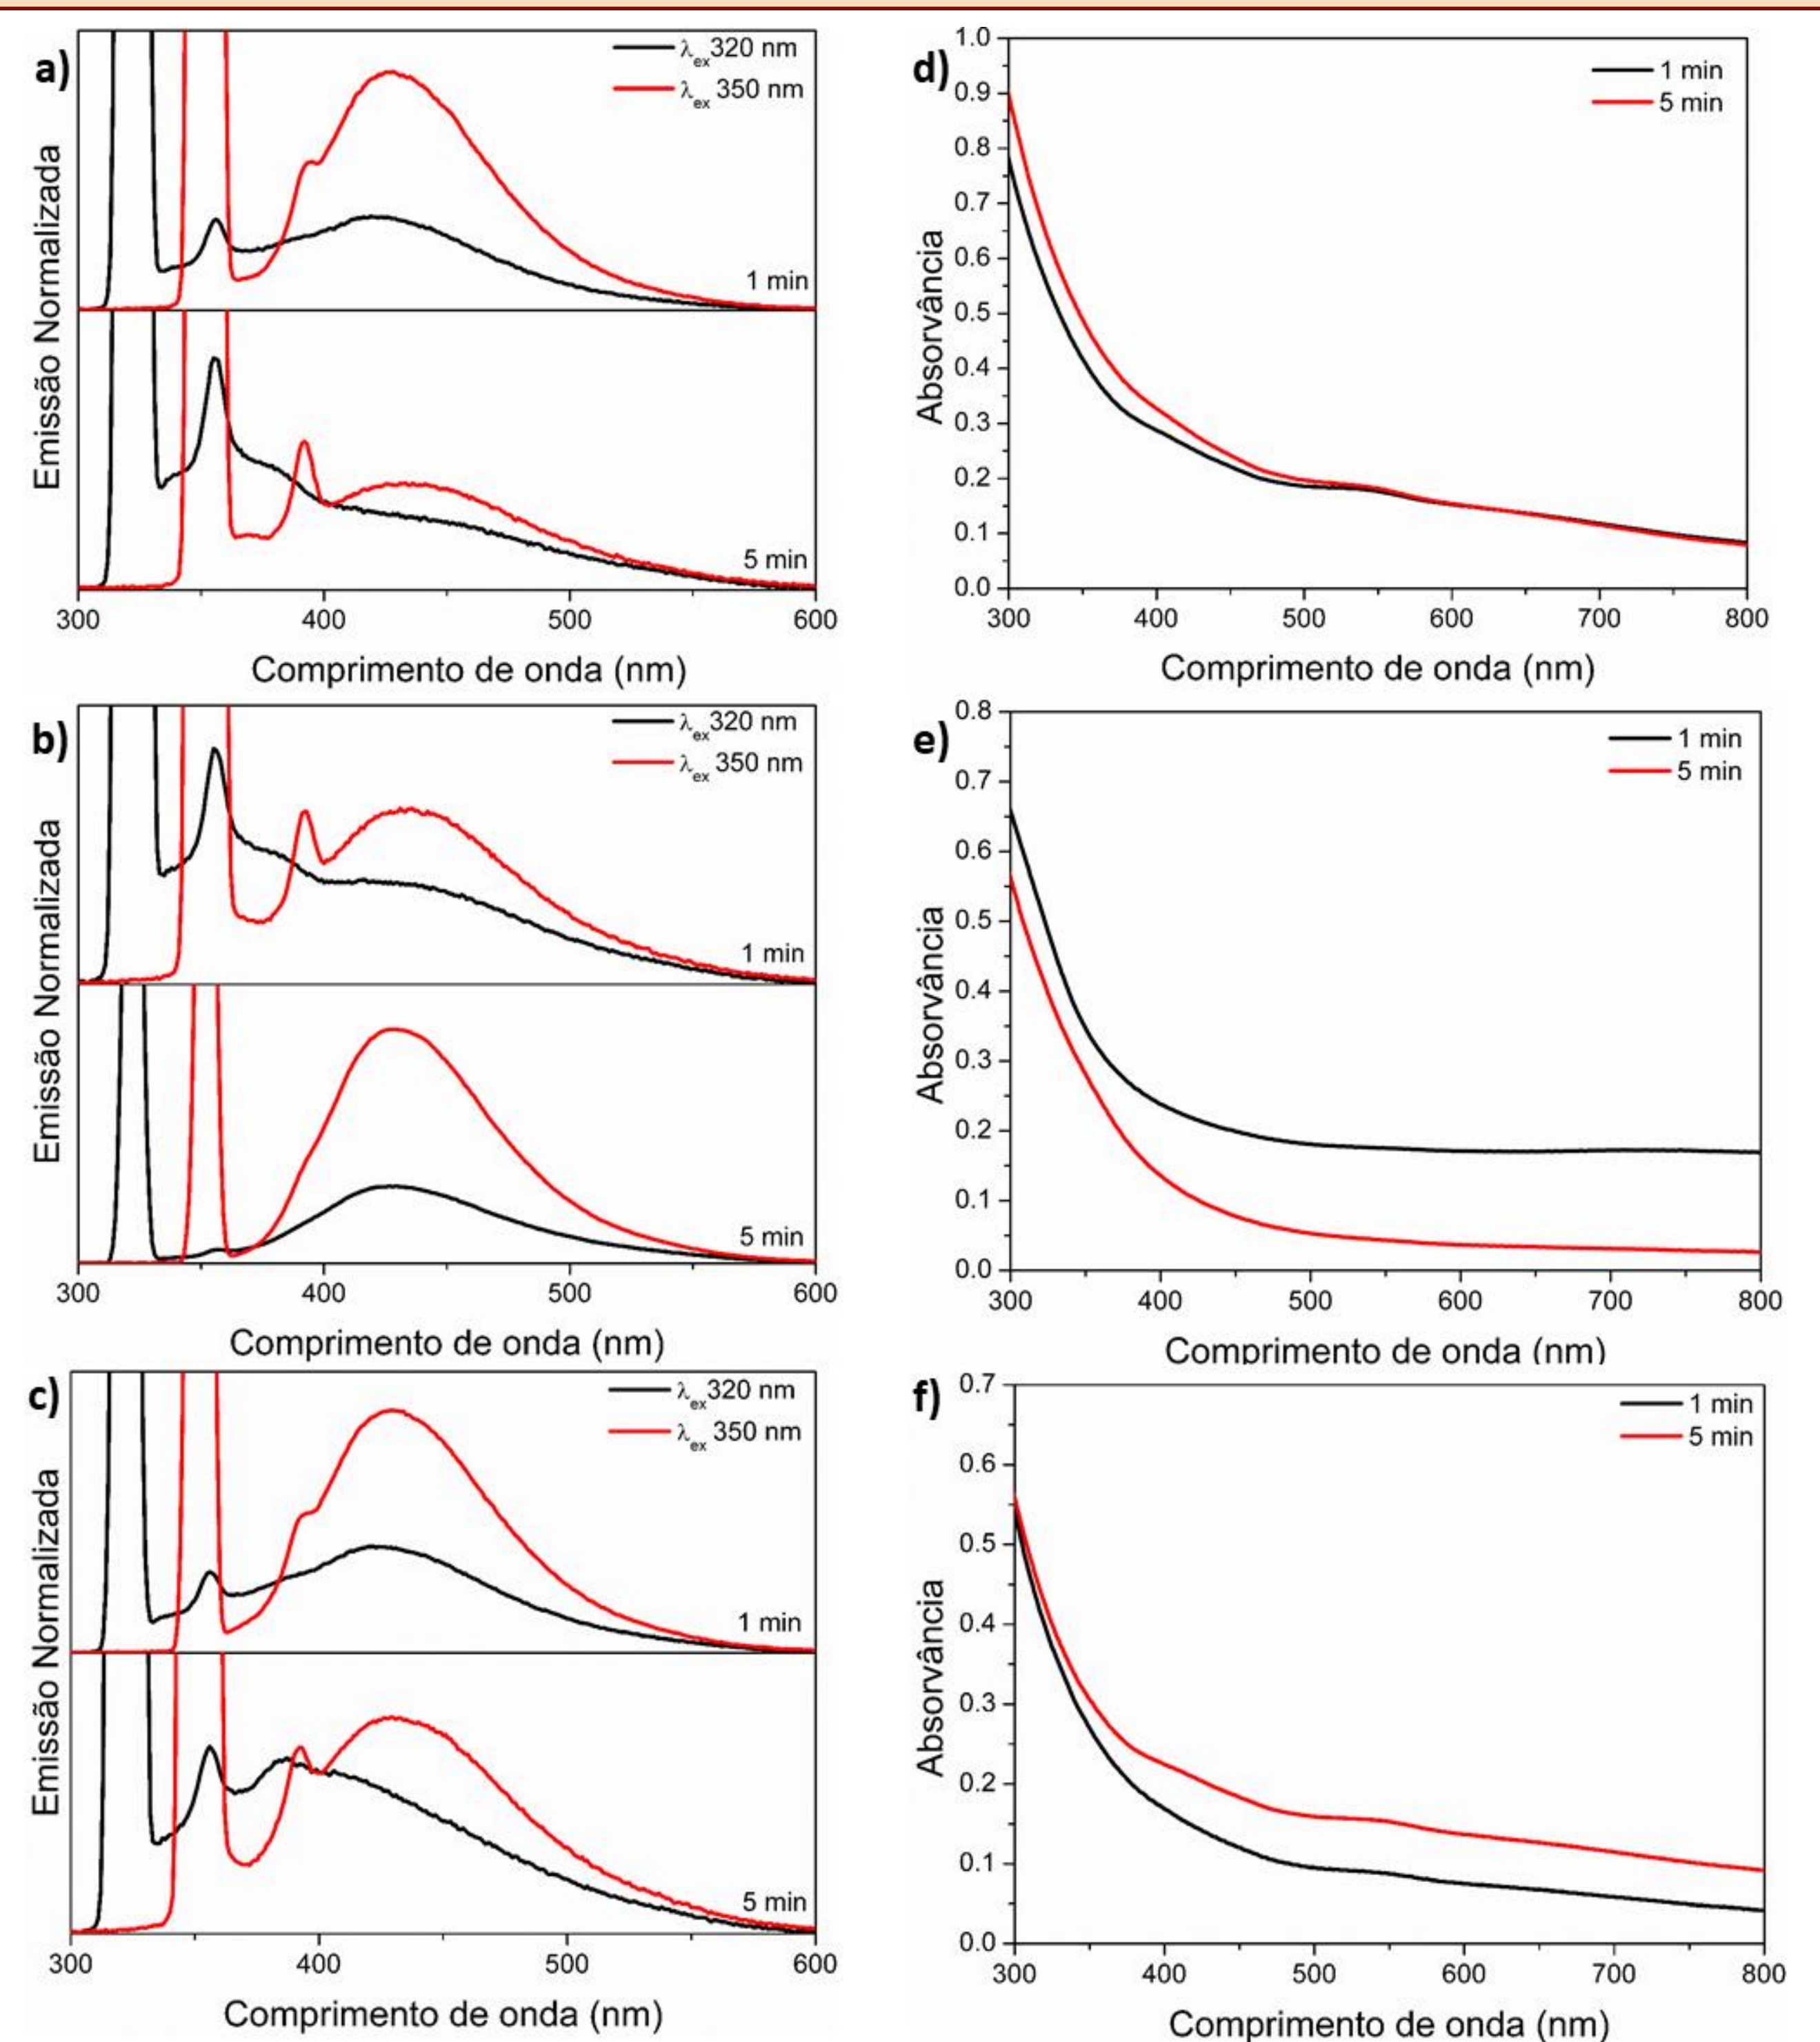 a)
λex 320 nm
λex 350 nm
Emissão Normalizada
1 min
5 min
300 400 500 600
Comprimento de onda (nm)
d)
1 min
5 min
Absorvância
1.0
0.9
0.8
0.7
0.6
0.5
0.4
0.3
0.2
0.1
0.0
300 400 500 600 700 800
Comprimento de onda (nm)
b)
λex 320 nm
λex 350 nm
Emissão Normalizada
1 min
5 min
300 400 500 600
Comprimento de onda (nm)
e)
1 min
5 min
Absorvância
0.8
0.7
0.6
0.5
0.4
0.3
0.2
0.1
0.0
300 400 500 600 700 800
Comprimento de onda (nm)
c)
λex 320 nm
λex 350 nm
Emissão Normalizada
1 min
5 min
300 400 500 600
Comprimento de onda (nm)
f)
1 min
5 min
Absorvância
0.7
0.6
0.5
0.4
0.3
0.2
0.1
0.0
300 400 500 600 700 800
Comprimento de onda (nm)